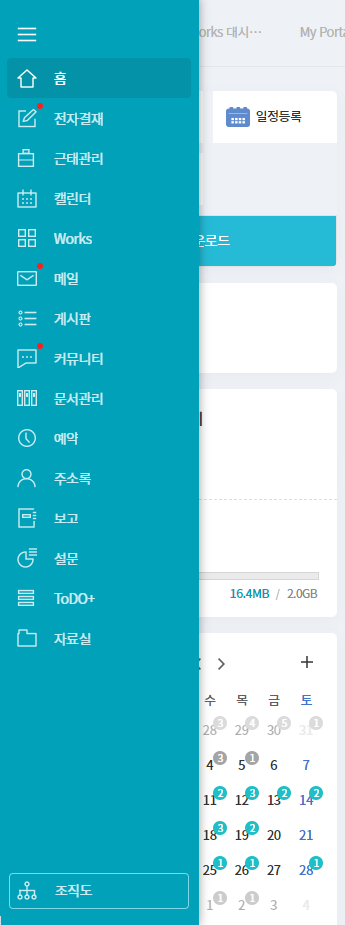 orks 대시…
My Porta
홈
전자결재
일정등록
근태관리
캘린더
Works
운로드
메일
게시판
커뮤니티
문서관리
예약
주소록
보고
설문
ToDO+
16.4MB / 2.0GB
자료실
수 목 금 토
28 3 29 4 30 5 31 1
4 3 5 1 6 7
11 2 12 3 13 2 14 2
18 3 19 2 20 21
25 1 26 1 27 28 1
조직도
1 1 2 1 3 4